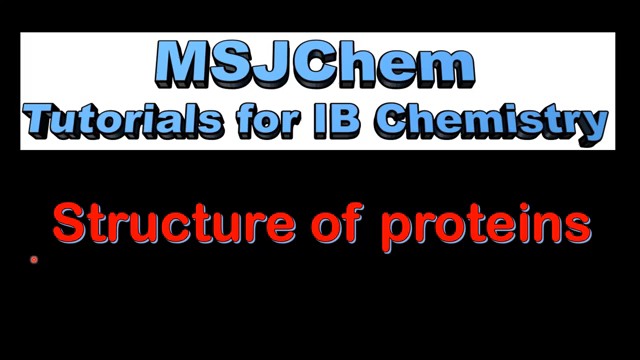 MSJChem
Tutorials for IB Chemistry
Structure of proteins